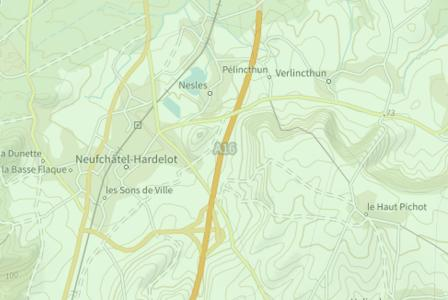 Pélincthun
Verlincthun
Nesles
73
A16
a Dunette
Neufchâtel-Hardelot
la Basse Flaque
les Sons de Ville
le Haut Pichot
100